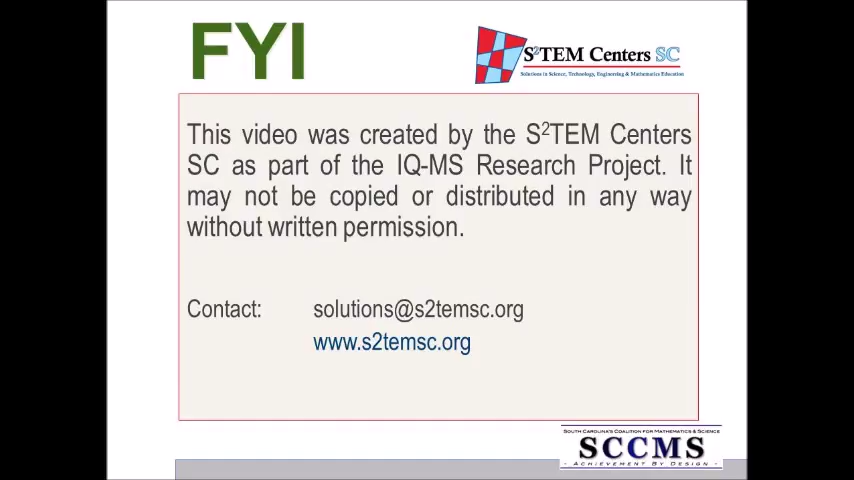 FYI
S²TEM Centers SC
Solutions in Science, Technology, Engineering & Mathematics Education
This video was created by the S²TEM Centers
SC as part of the IQ-MS Research Project. It
may not be copied or distributed in any way
without written permission.
Contact: solutions@s2temsc.org
www.s2temsc.org
SOUTH CAROLINA'S COALITION FOR MATHEMATICS & SCIENCE
SCCMS
- ACHIEVEMENT BY DESIGN -